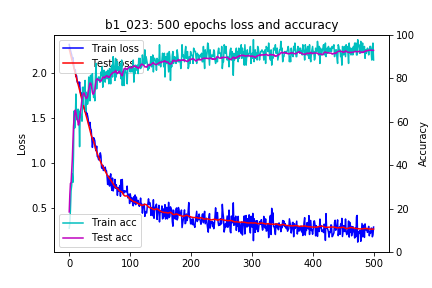 b1_023: 500 epochs loss and accuracy
Train loss
Test loss
2.0
1.5
1.0
0.5
Loss
100
80
60
40
20
0
Accuracy
Train acc
Test acc
0
100
200
300
400
500